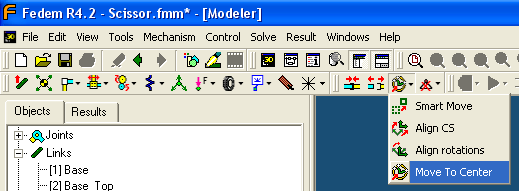 Fedem R4.2 - Scissor.fmm* - [Modeler]
File Edit View Tools Mechanism Control Solve Result Windows Help
3D
Objects Results
Smart Move
Joints
Align CS
Links
Align rotations
[1] Base
Move To Center
[2] Base_Top